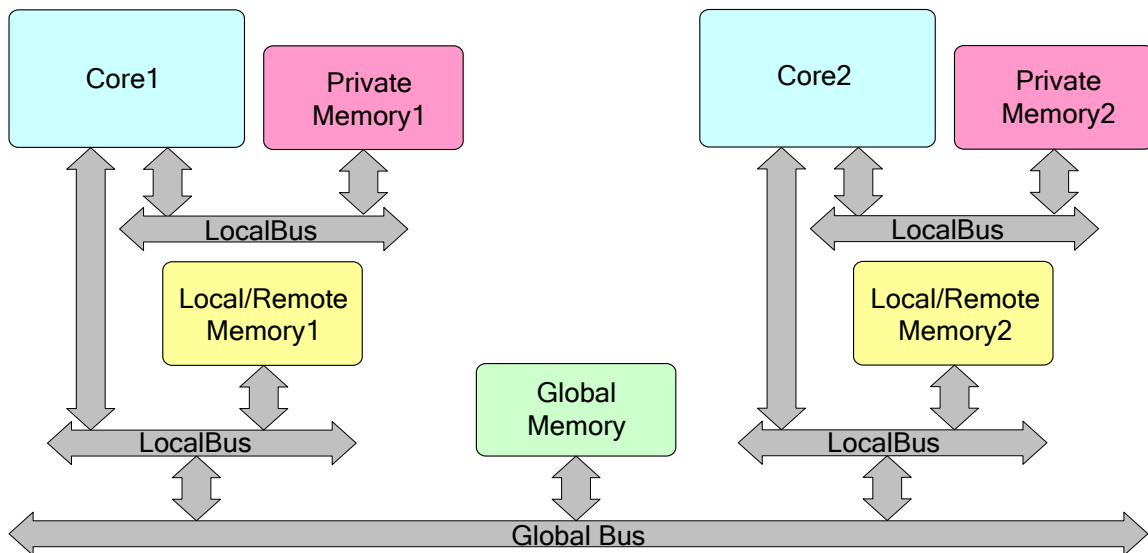 Core1
Private
Memory1
Core2
Private
Memory2
LocalBus
LocalBus
Local/Remote
Memory1
Local/Remote
Memory2
Global
Memory
LocalBus
LocalBus
Global Bus